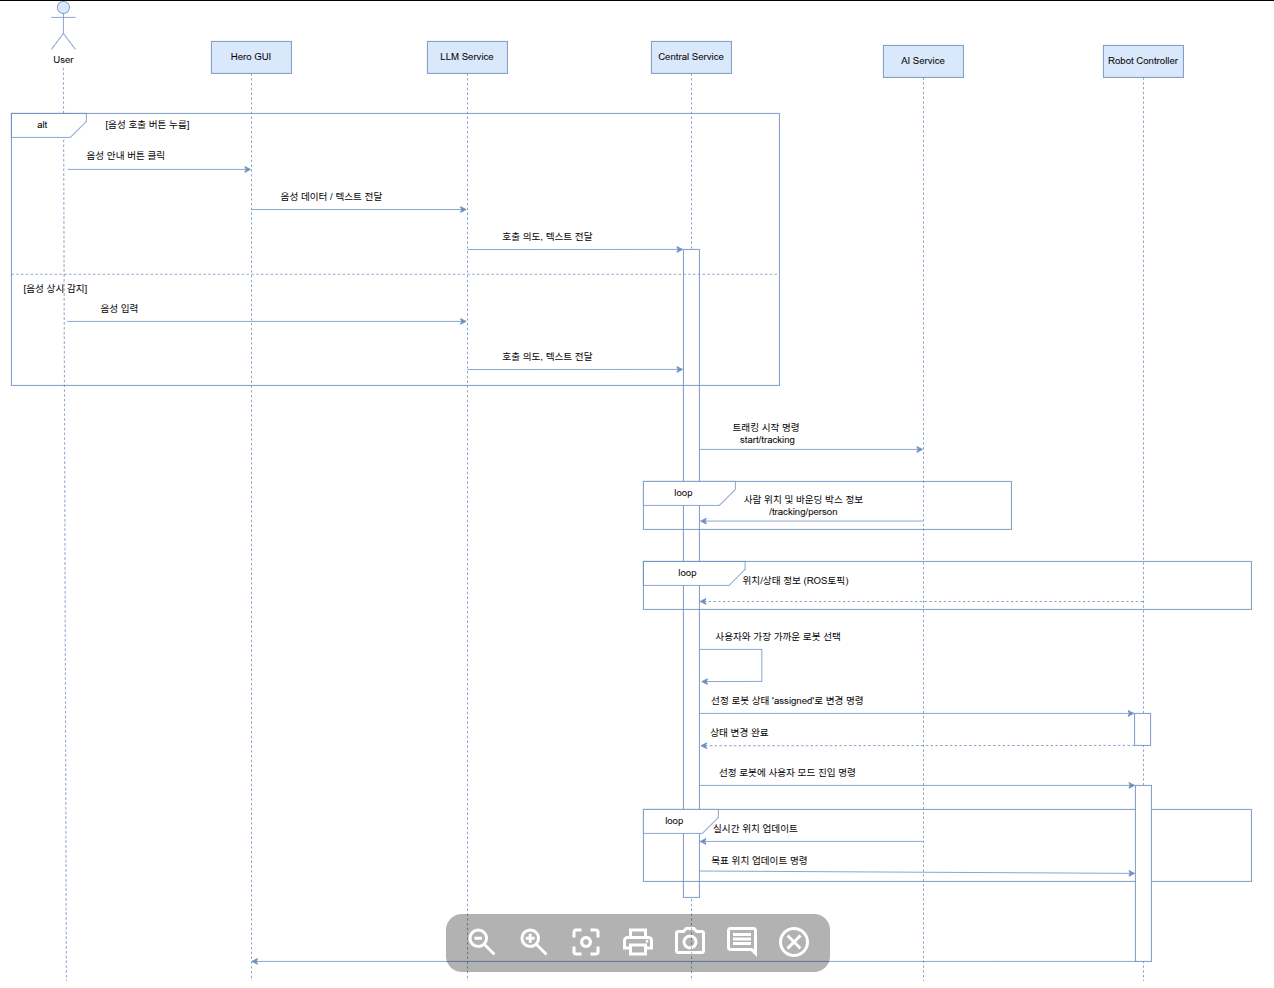 User
Hero GUI
LLM Service
Central Service
AI Service
Robot Controller
alt
[음성 호출 버튼 누름]
음성 안내 버튼 클릭
음성 데이터 / 텍스트 전달
호출 의도, 텍스트 전달
[음성 상시 감지]
음성 입력
호출 의도, 텍스트 전달
트래킹 시작 명령
start/tracking
loop
사람 위치 및 바운딩 박스 정보
/tracking/person
loop
위치/상태 정보 (ROS토픽)
사용자와 가장 가까운 로봇 선택
선정 로봇 상태 'assigned'로 변경 명령
상태 변경 완료
선정 로봇에 사용자 모드 진입 명령
loop
실시간 위치 업데이트
목표 위치 업데이트 명령